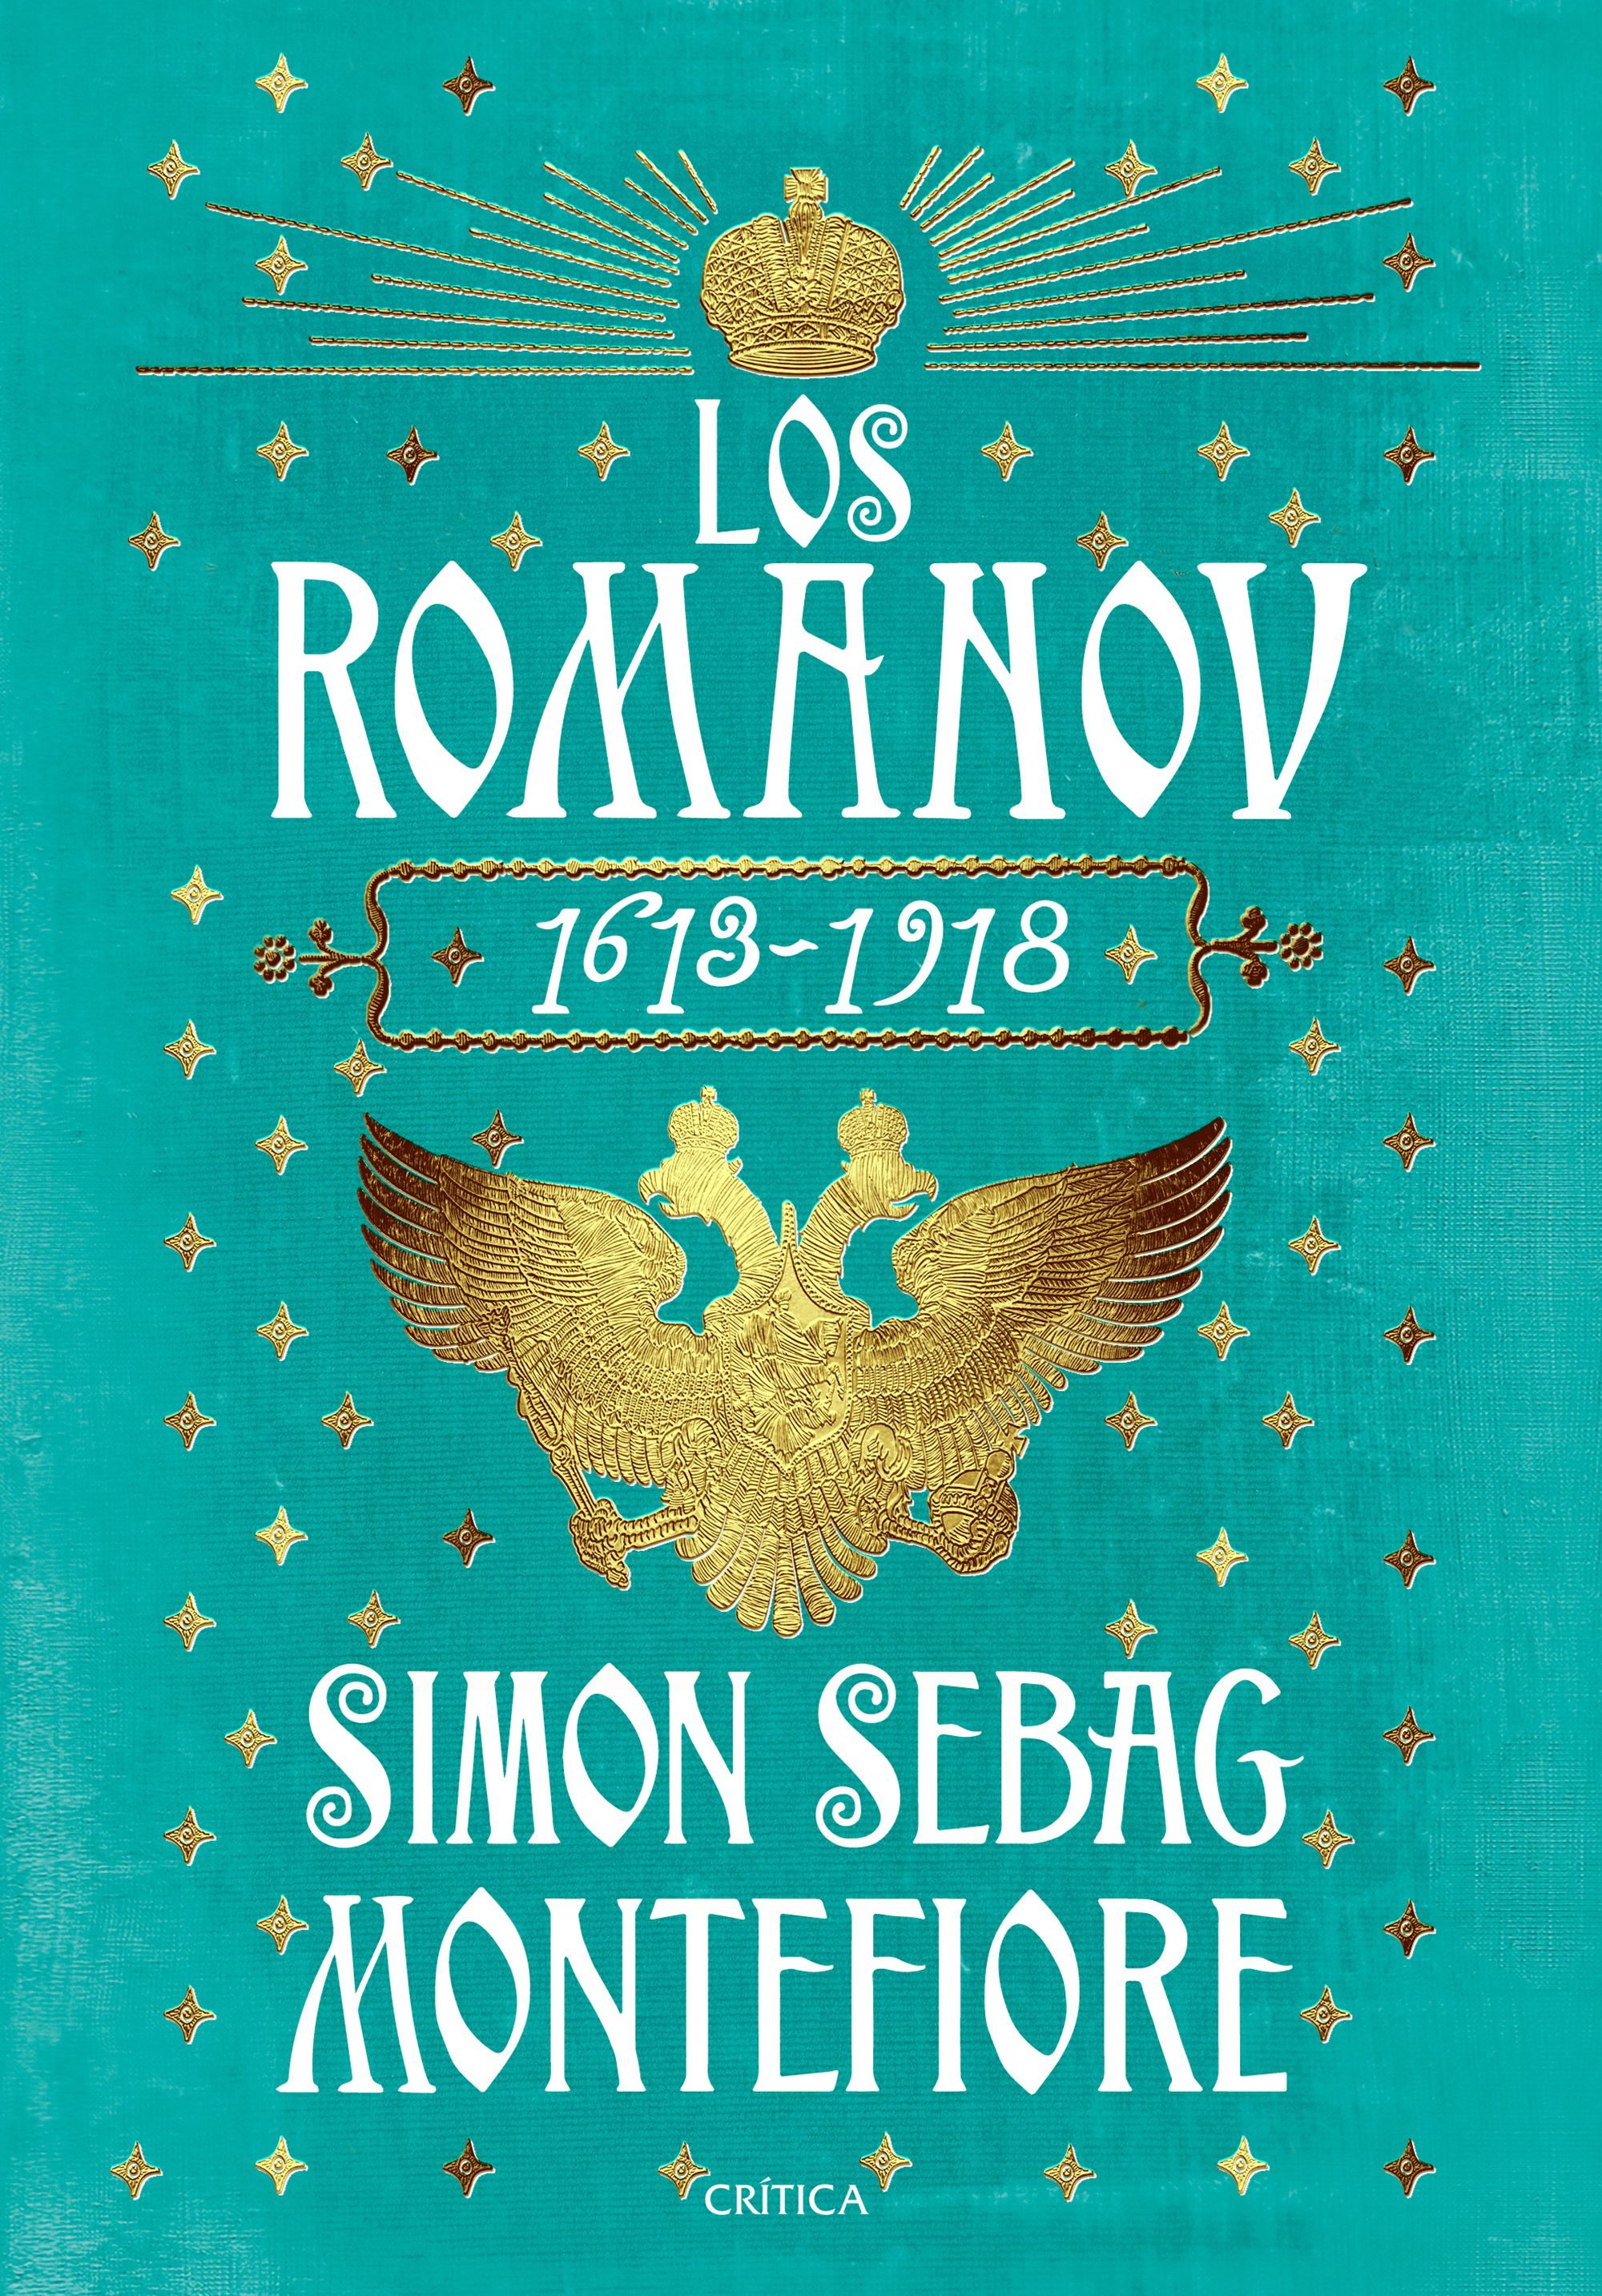 LOS
ROMANOV
1613-1918
SIMON SEBAG
MONTEFIORE
CRÍTICA